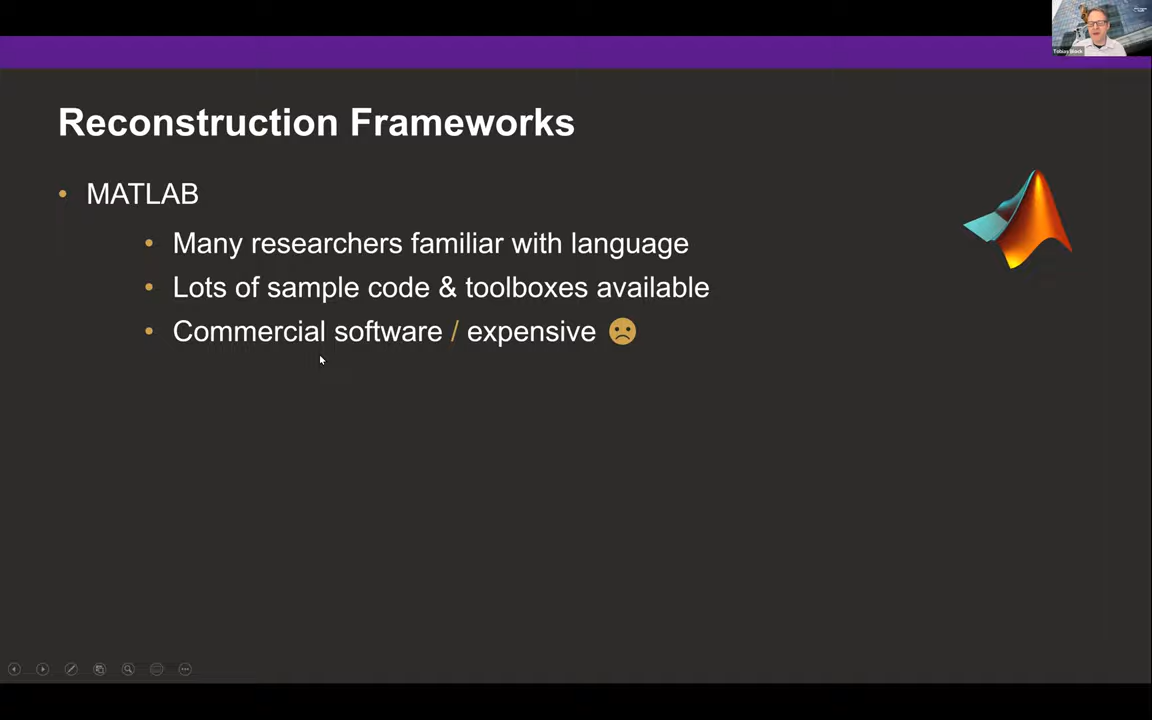 Reconstruction Frameworks
• MATLAB
• Many researchers familiar with language
• Lots of sample code & toolboxes available
• Commercial software / expensive ☹